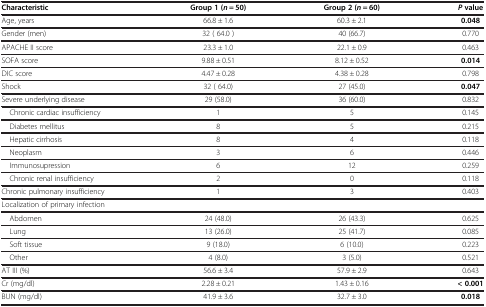 Characteristic Group 1 (n = 50) Group 2 (n = 60) P value
Age, years 66.8 ± 1.6 60.3 ± 2.1 0.048
Gender (men) 32 ( 64.0 ) 40 (66.7) 0.770
APACHE II score 23.3 ± 1.0 22.1 ± 0.9 0.463
SOFA score 9.88 ± 0.51 8.12 ± 0.52 0.014
DIC score 4.47 ± 0.28 4.38 ± 0.28 0.798
Shock 32 ( 64.0) 27 (45.0) 0.047
Severe underlying disease 29 (58.0) 36 (60.0) 0.832
Chronic cardiac insufficiency 1 5 0.145
Diabetes mellitus 8 5 0.215
Hepatic cirrhosis 8 4 0.118
Neoplasm 3 6 0.446
Immunosupression 6 12 0.259
Chronic renal insufficiency 2 0 0.118
Chronic pulmonary insufficiency 1 3 0.403
Localization of primary infection
Abdomen 24 (48.0) 26 (43.3) 0.625
Lung 13 (26.0) 25 (41.7) 0.085
Soft tissue 9 (18.0) 6 (10.0) 0.223
Other 4 (8.0) 3 (5.0) 0.521
AT III (%) 56.6 ± 3.4 57.9 ± 2.9 0.643
Cr (mg/dl) 2.28 ± 0.21 1.43 ± 0.16 < 0.001
BUN (mg/dl) 41.9 ± 3.6 32.7 ± 3.0 0.018